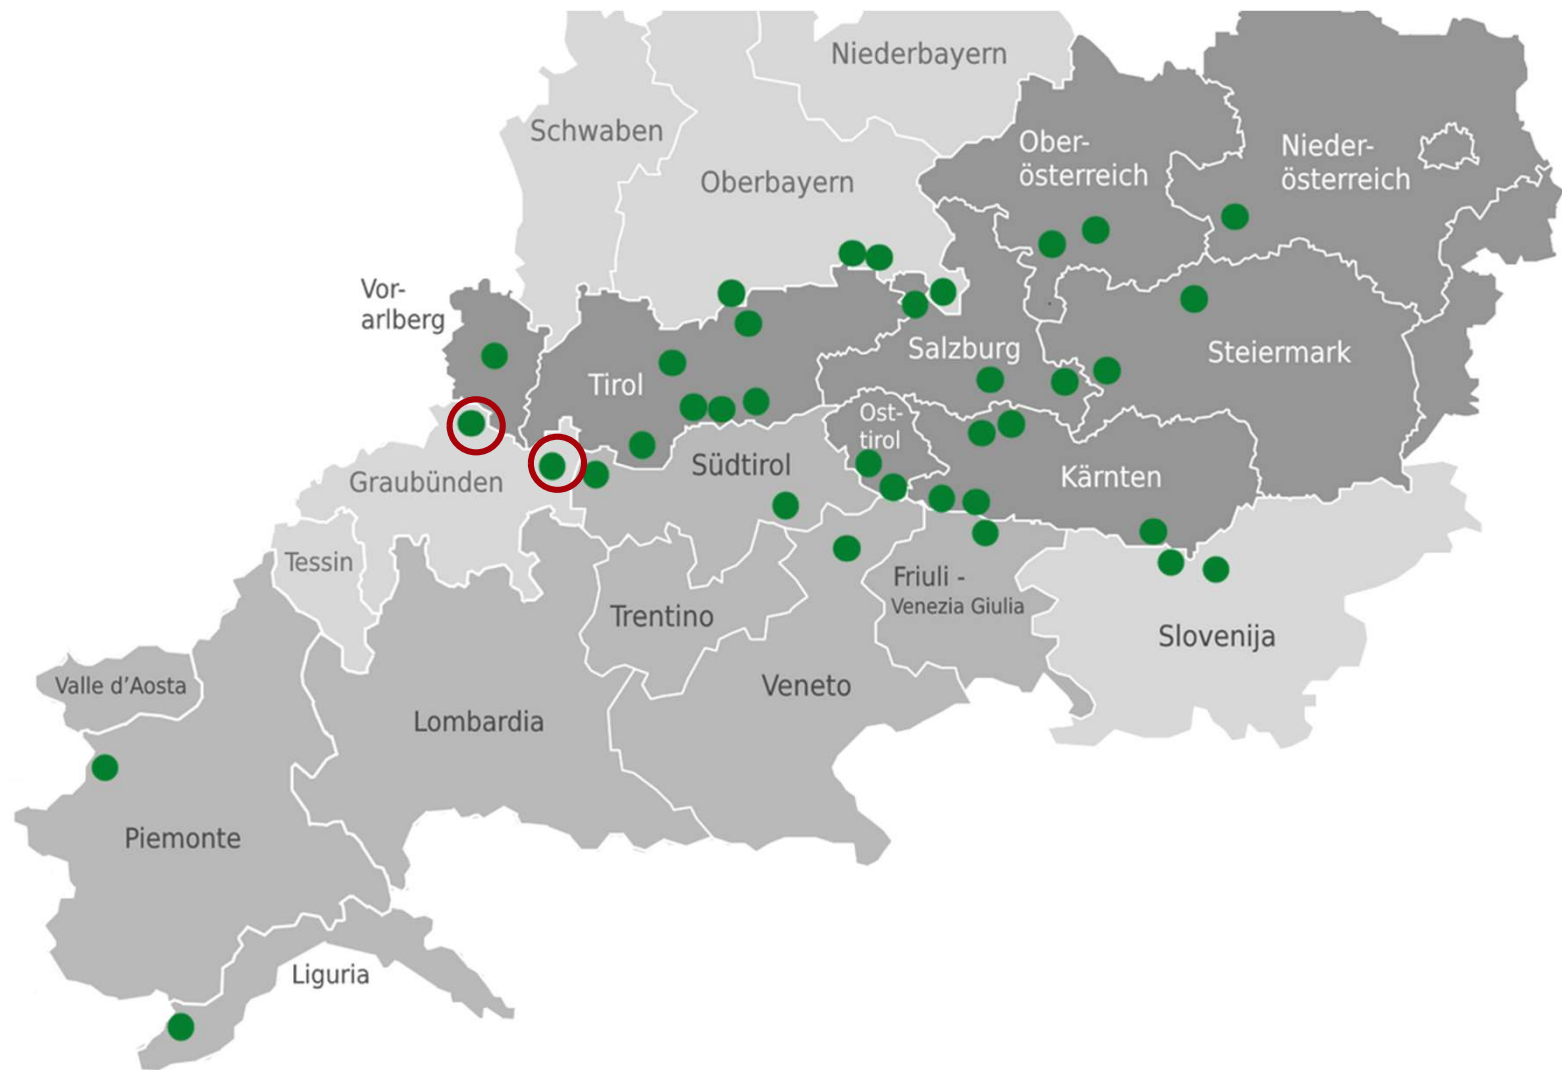 Niederbayern
Schwaben
Ober-
österreich
Nieder-
österreich
Oberbayern
Vor-
arlberg
Salzburg
Steiermark
Tirol
Ost-
tirol
Südtirol
Kärnten
Graubünden
Tessin
Friuli -
Venezia Giulia
Trentino
Slovenija
Valle d’Aosta
Veneto
Lombardia
Piemonte
Liguria